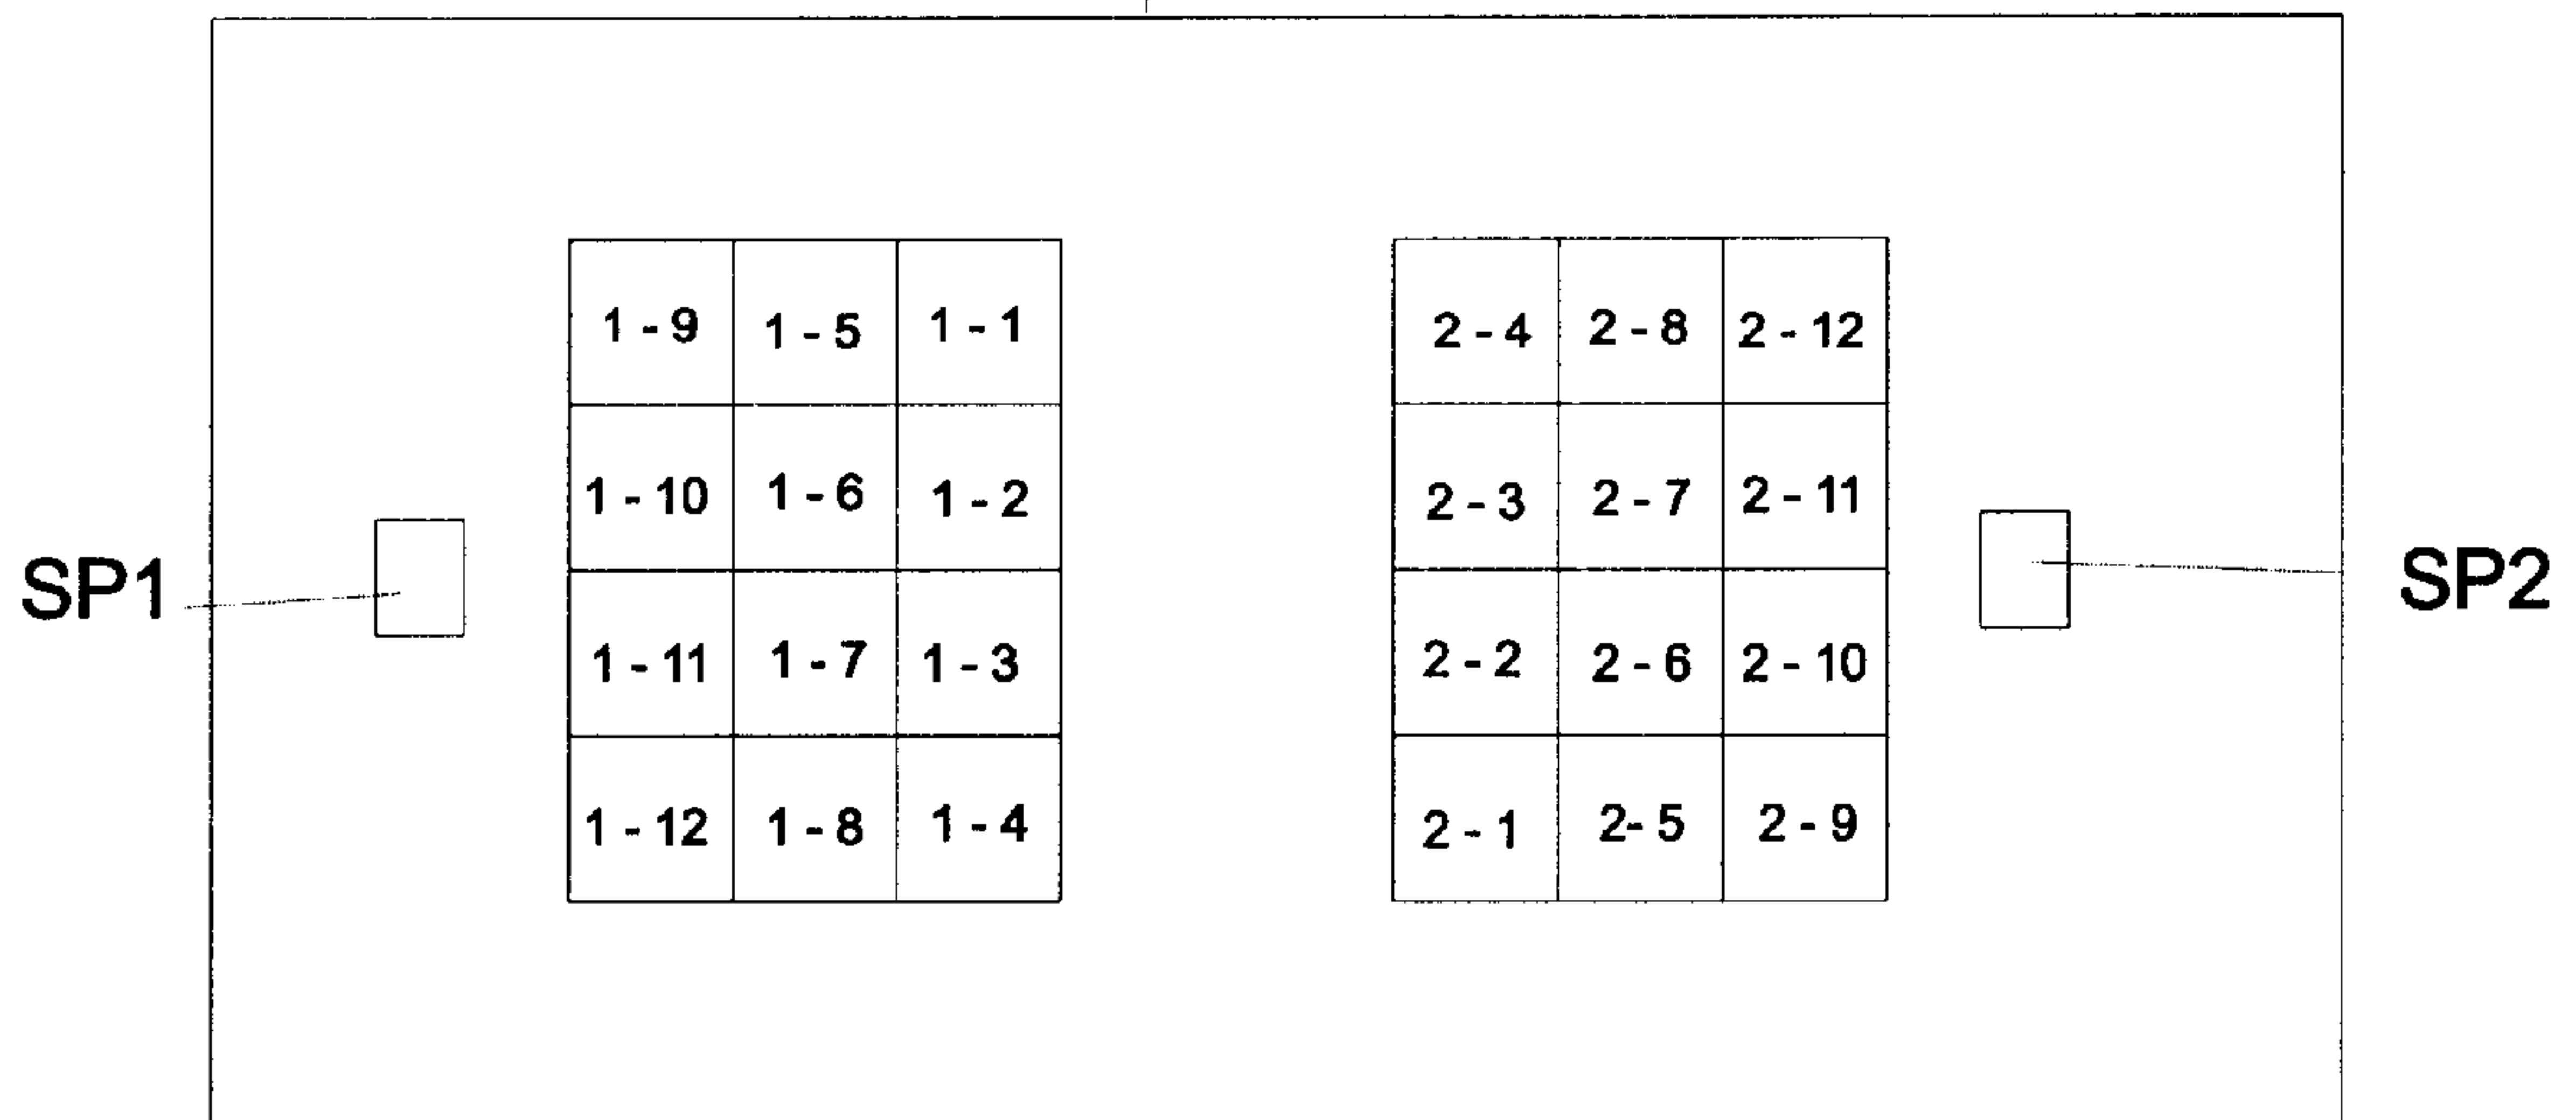 1 - 9 1 - 5 1 - 1 2 - 4 2 - 8 2 - 12
1 - 10 1 - 6 1 - 2 2 - 3 2 - 7 2 - 11
SP1 SP2
1 - 11 1 - 7 1 - 3 2 - 2 2 - 6 2 - 10
1 - 12 1 - 8 1 - 4 2 - 1 2- 5 2 - 9